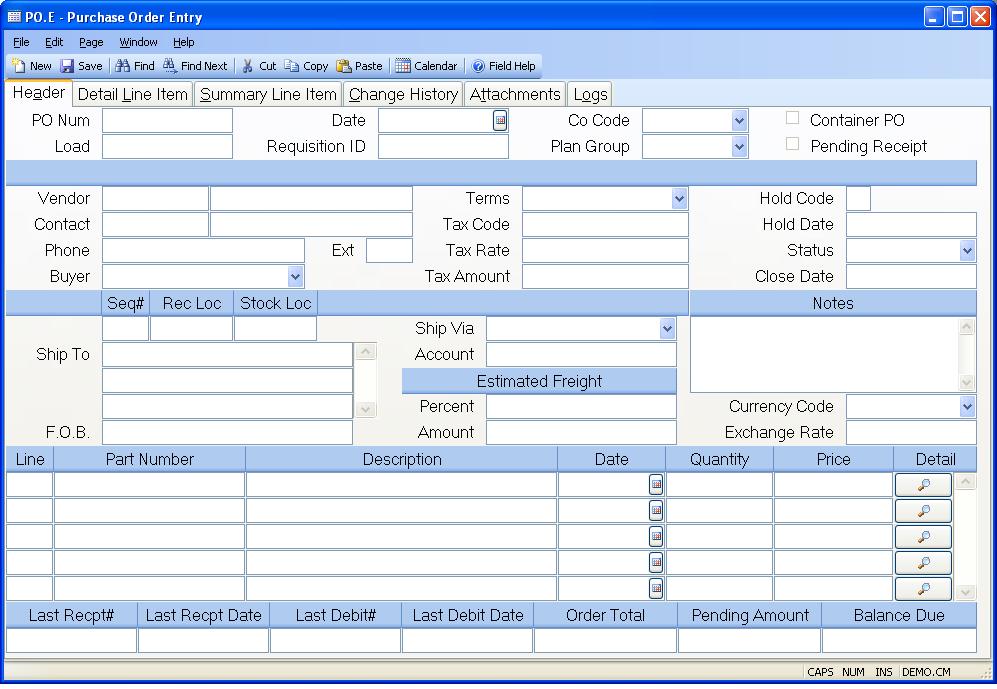 PO.E - Purchase Order Entry
File Edit Page Window Help
New Save Find Find Next Cut Copy Paste Calendar Field Help
Header Detail Line Item Summary Line Item Change History Attachments Logs
PO Num Date Co Code Container PO
Load Requisition ID Plan Group Pending Receipt
Vendor Terms Hold Code
Contact Tax Code Hold Date
Phone Ext Tax Rate Status
Buyer Tax Amount Close Date
Seq# Rec Loc Stock Loc Notes
Ship Via
Ship To Account
Estimated Freight
Percent Currency Code
F.O.B. Amount Exchange Rate
Line Part Number Description Date Quantity Price Detail
Last Recpt# Last Recpt Date Last Debit# Last Debit Date Order Total Pending Amount Balance Due
CAPS NUM INS DEMO.CM